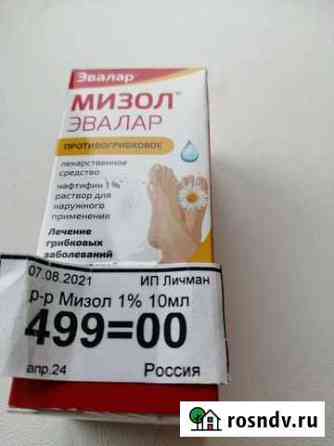 Эвалар
МИЗОЛ
ЭВАЛАР
ПРОТИВОГРИБКОВОЕ
лекарственное
средство
нафтифин 1%
раствор для
наружного
применения
Лечение
грибковых
заболеваний
07.08.2021 ИП Личман
р-р Мизол 1% 10мл
499=00
апр.24 Россия
rosndv.ru